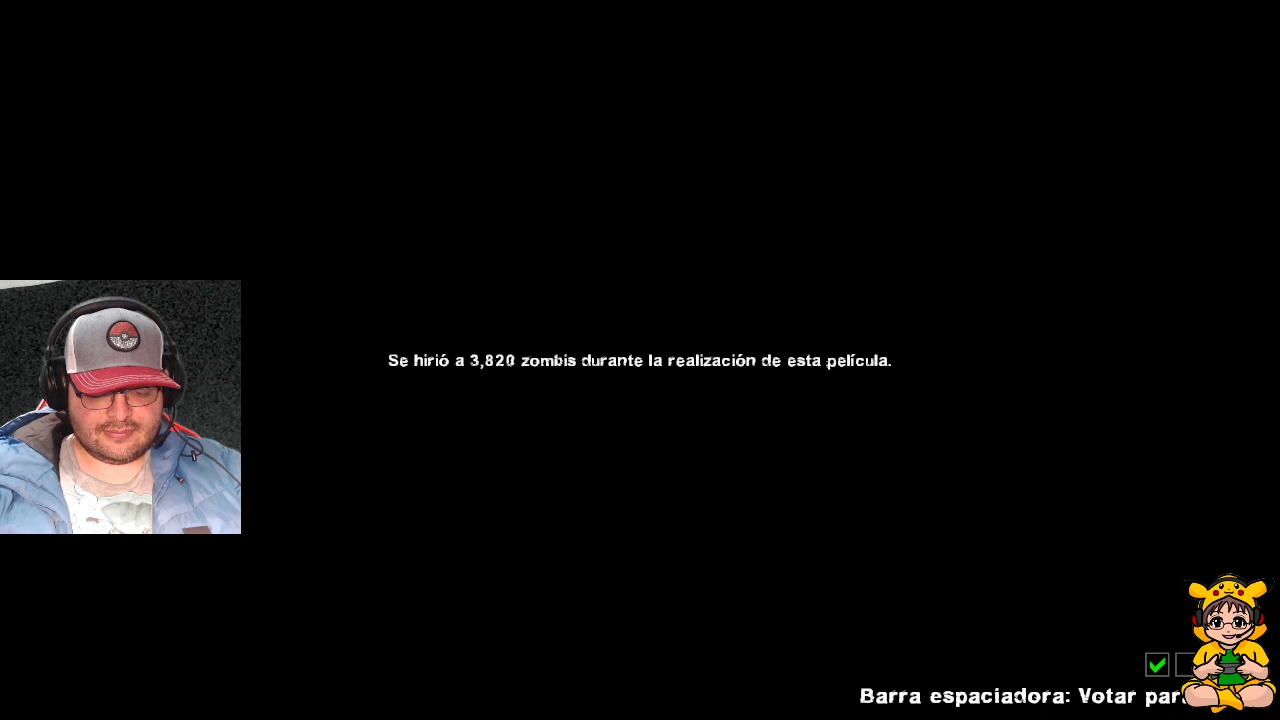 Se hirió a 3,820 zombis durante la realización de esta película.
Barra espaciadora: Votar par